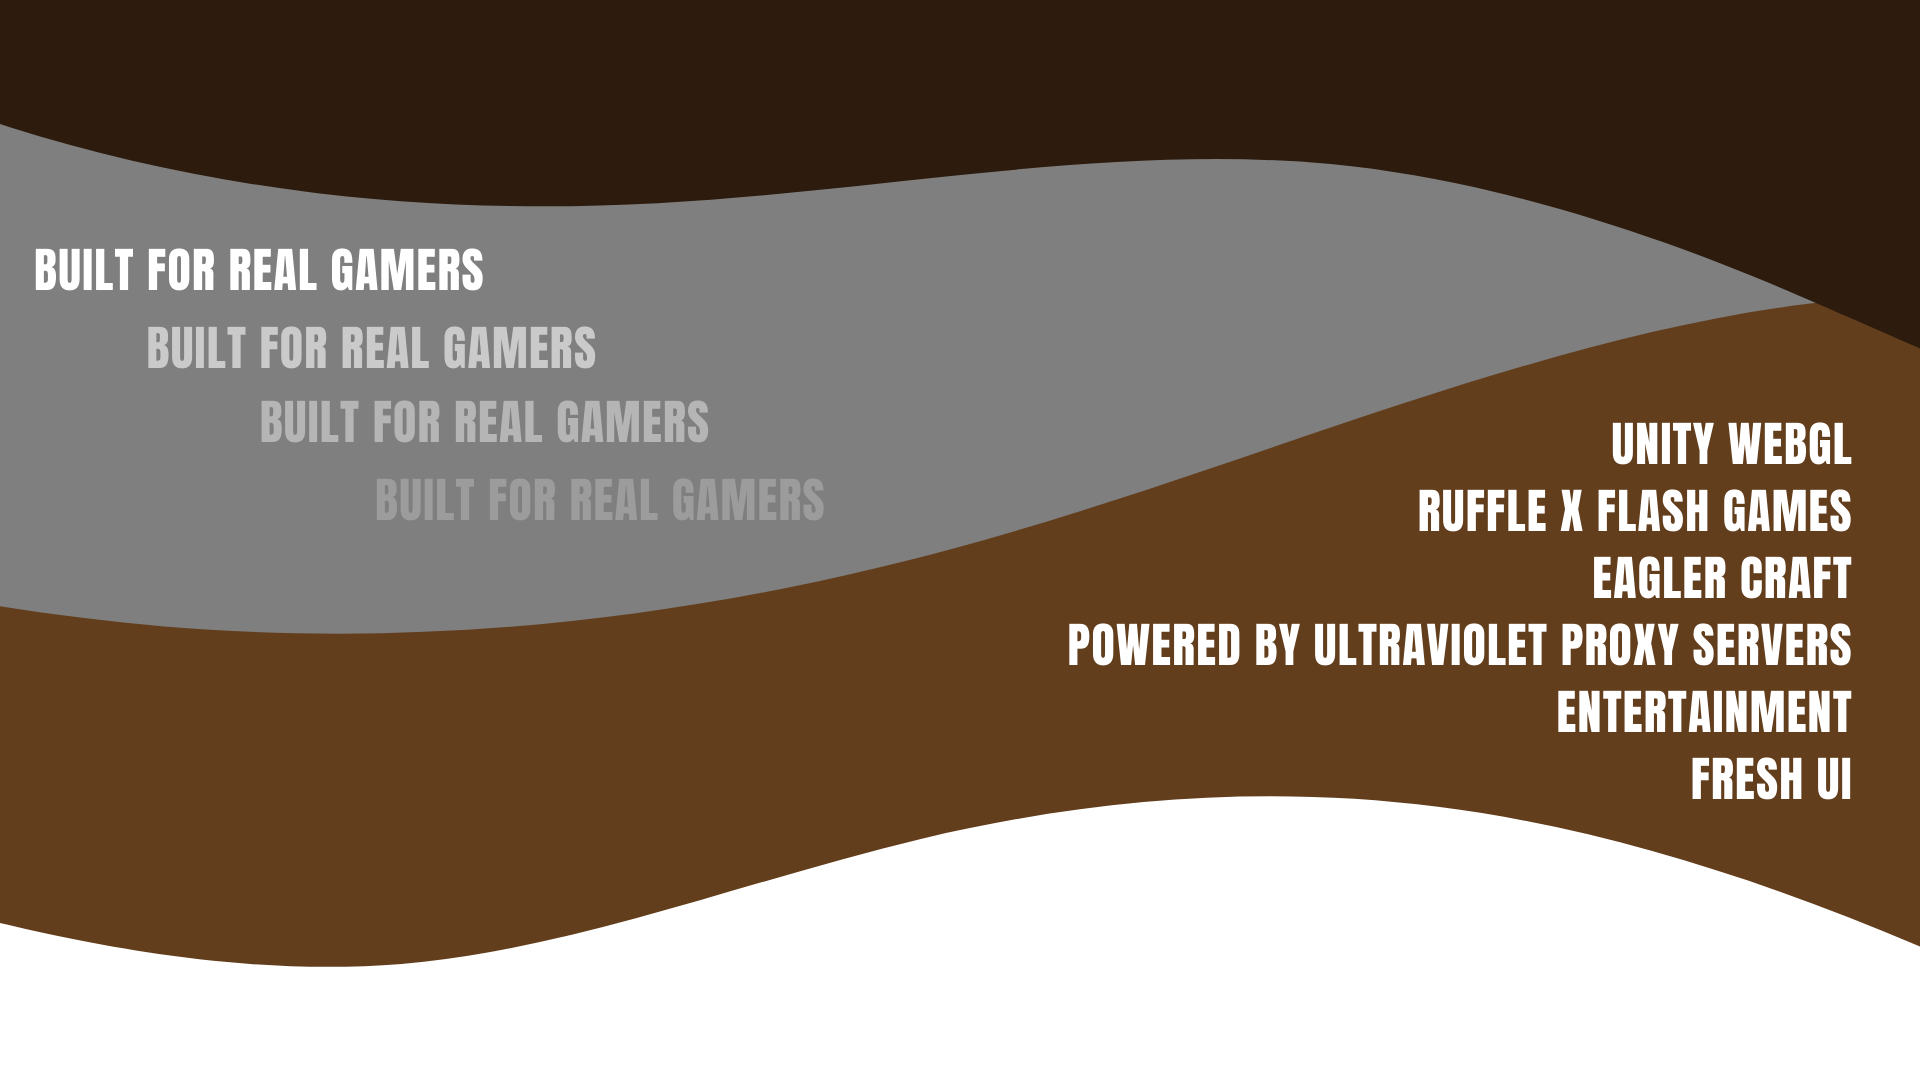 BUILT FOR REAL GAMERS
BUILT FOR REAL GAMERS
BUILT FOR REAL GAMERS
BUILT FOR REAL GAMERS
UNITY WEBGL
RUFFLE X FLASH GAMES
EAGLER CRAFT
POWERED BY ULTRAVIOLET PROXY SERVERS
ENTERTAINMENT
FRESH UI